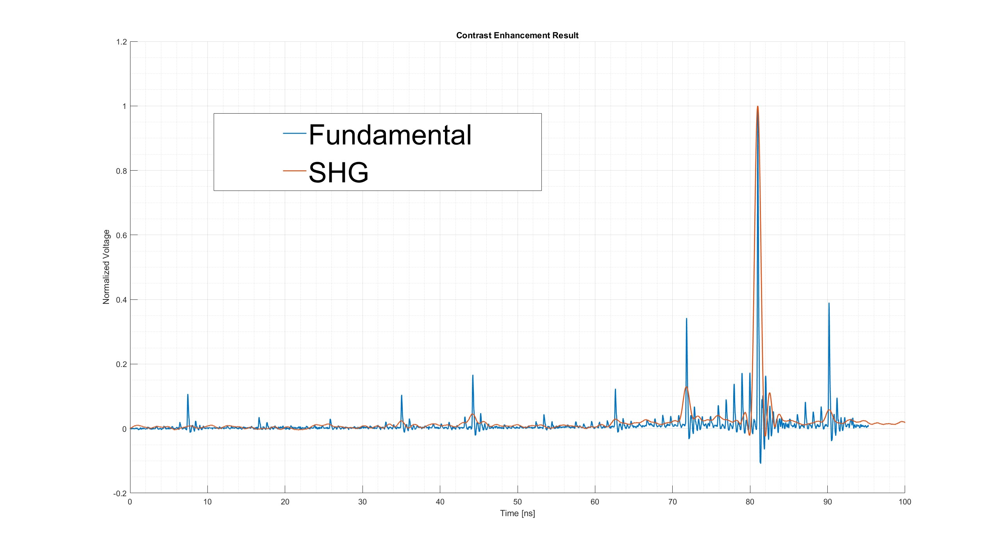 Contrast Enhancement Result
1.2
1
0.8
0.6
0.4
0.2
0
-0.2
Normalized Voltage
Fundamental
SHG
0 10 20 30 40 50 60 70 80 90 100
Time [ns]